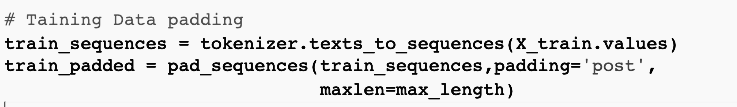 # Taining Data padding
train_sequences = tokenizer.texts_to_sequences(X_train.values)
train_padded = pad_sequences(train_sequences,padding='post',
                             maxlen=max_length)